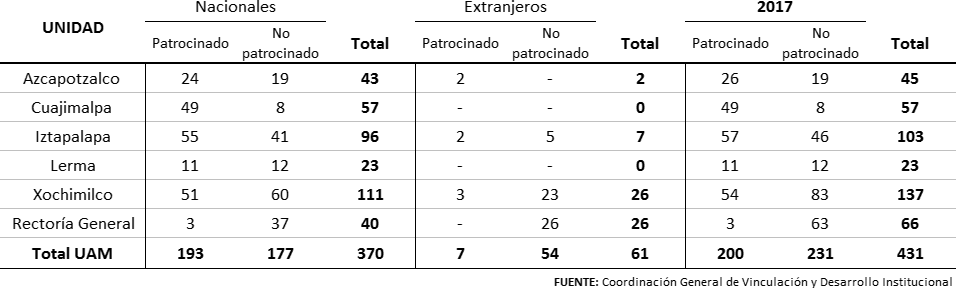 Nacionales Extranjeros 2017
UNIDAD Patrocinado No patrocinado Total Patrocinado No patrocinado Total Patrocinado No patrocinado Total
Azcapotzalco 24 19 43 2 - 2 26 19 45
Cuajimalpa 49 8 57 - - 0 49 8 57
Iztapalapa 55 41 96 2 5 7 57 46 103
Lerma 11 12 23 - - 0 11 12 23
Xochimilco 51 60 111 3 23 26 54 83 137
Rectoría General 3 37 40 - 26 26 3 63 66
Total UAM 193 177 370 7 54 61 200 231 431
FUENTE: Coordinación General de Vinculación y Desarrollo Institucional